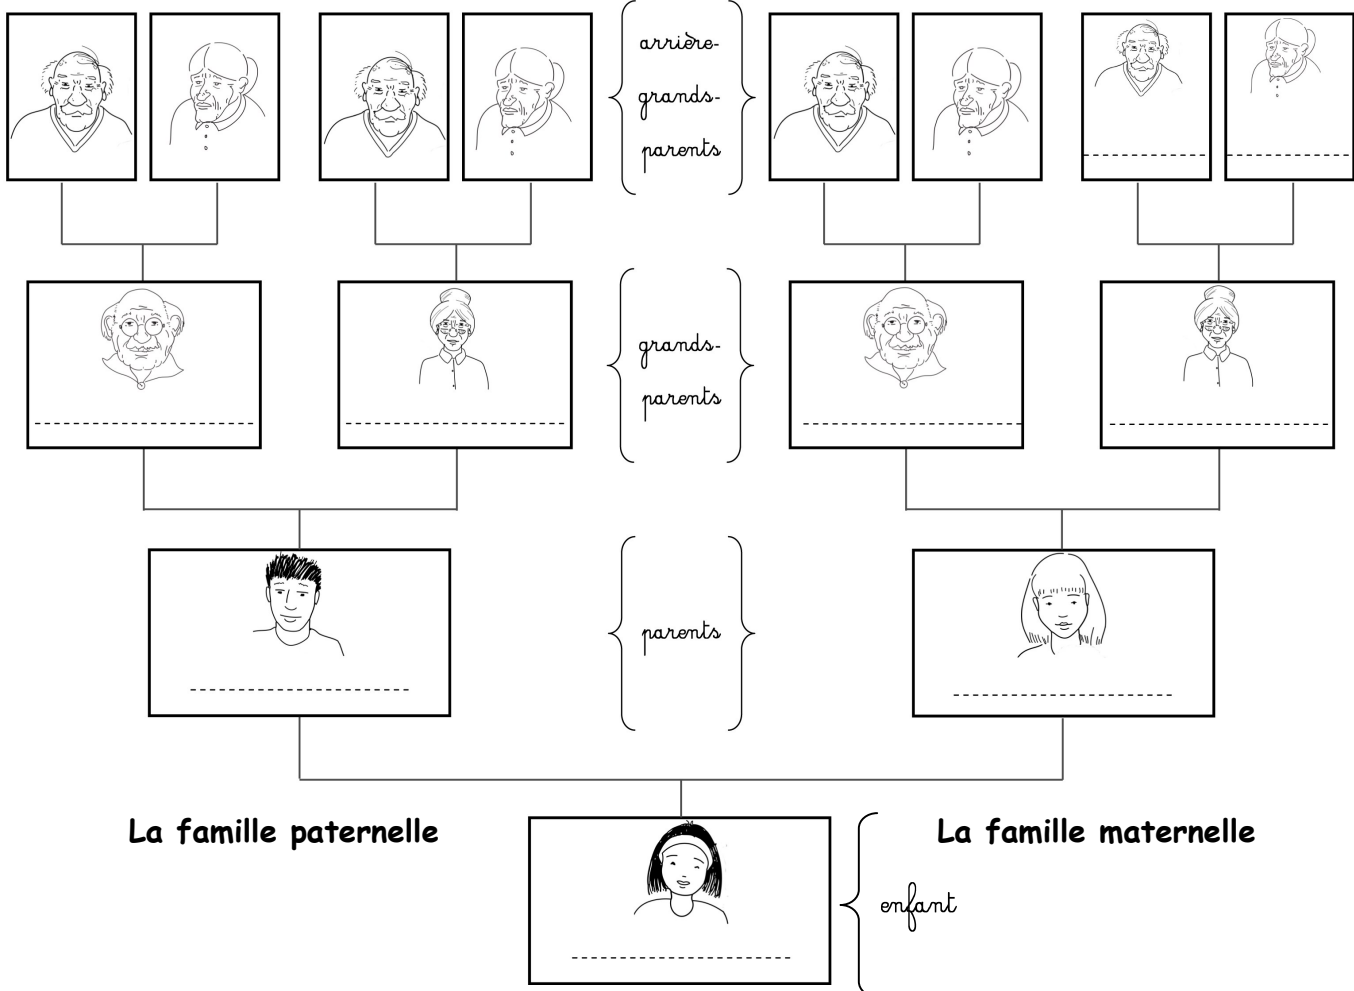 arrière-
grands-
parents
grands-
parents
parents
La famille paternelle
La famille maternelle
enfant